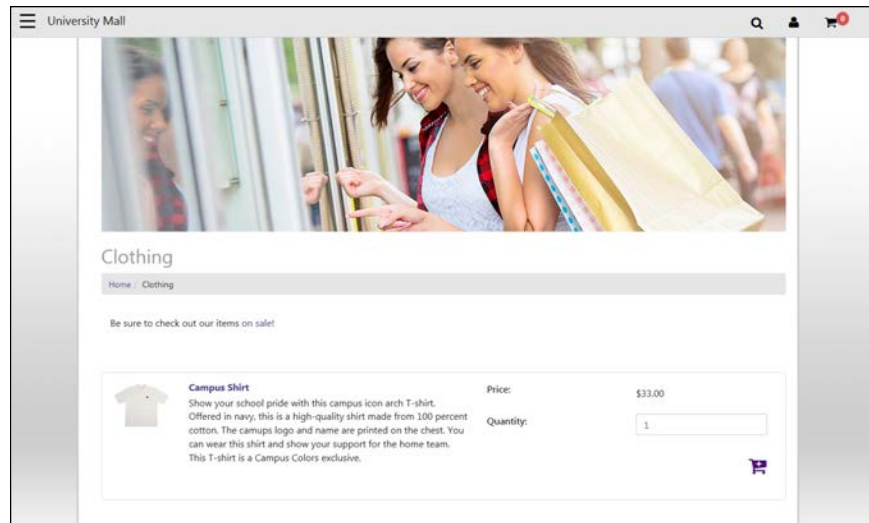 University Mall
0
Clothing
Home / Clothing
Be sure to check out our items on sale!
Campus Shirt
Show your school pride with this campus icon arch T-shirt.
Offered in navy, this is a high-quality shirt made from 100 percent
cotton. The camups logo and name are printed on the chest. You
can wear this shirt and show your support for the home team.
This T-shirt is a Campus Colors exclusive.
Price:
$33.00
Quantity:
1